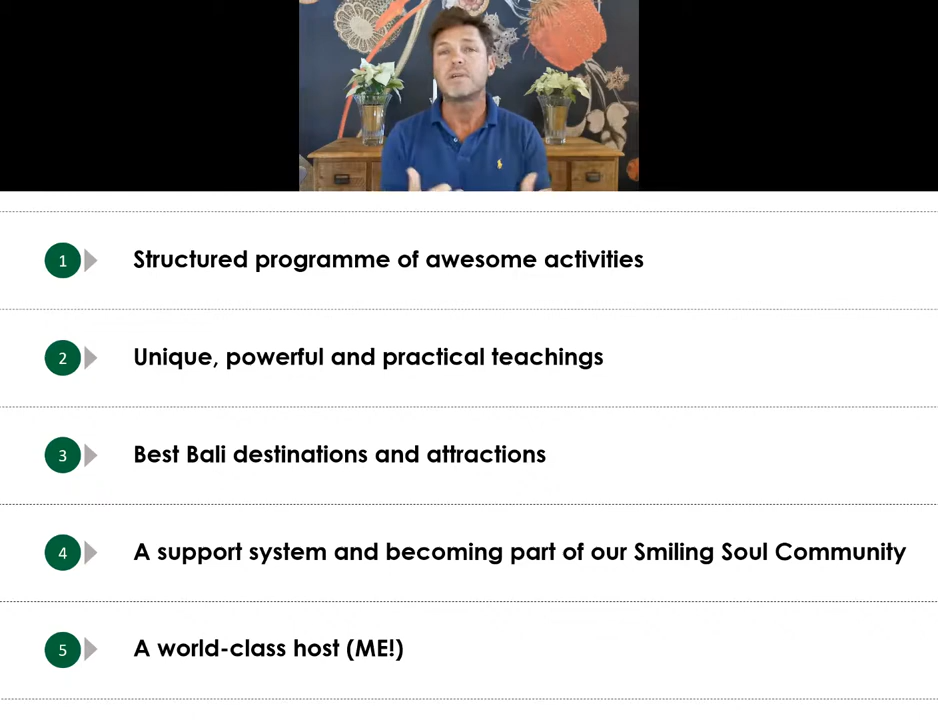 1
Structured programme of awesome activities
2
Unique, powerful and practical teachings
3
Best Bali destinations and attractions
4
A support system and becoming part of our Smiling Soul Community
5
A world-class host (ME!)